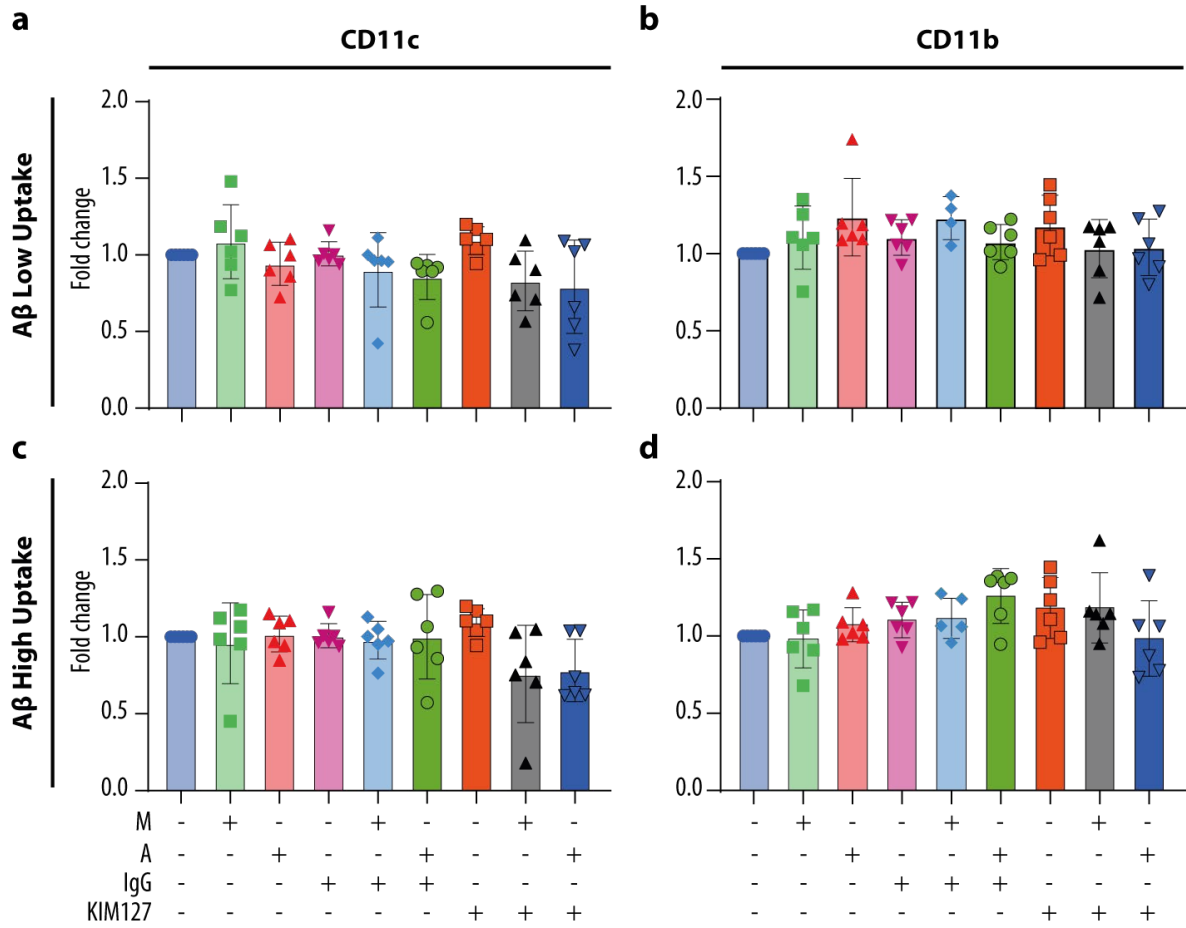 a
CD11c
b
CD11b
Aβ Low Uptake
Fold change
2.0
1.5
1.0
0.5
0.0
2.0
1.5
1.0
0.5
0.0
c
d
Aβ High Uptake
Fold change
2.0
1.5
1.0
0.5
0.0
2.0
1.5
1.0
0.5
0.0
M - + - - + - - + - - + - - + - - + -
A - - + - - + - - + - - + - - + - - +
IgG - - - + + + - - - - - - + + + - - -
KIM127 - - - - - - + + + - - - - - - + + +